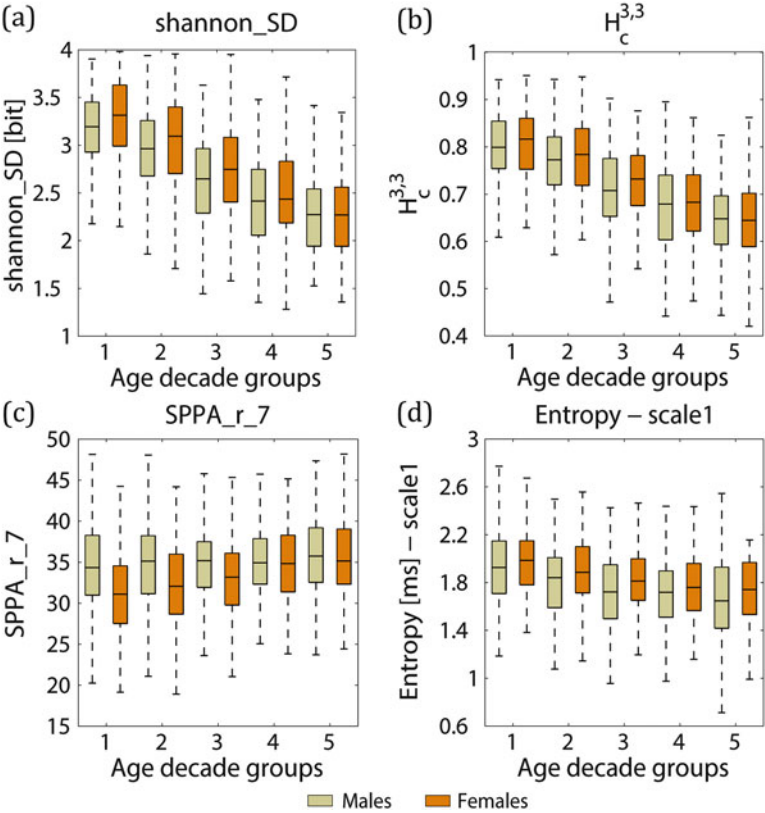 (a) shannon_SD
4
3.5
3
2.5
2
1.5
1
shannon_SD [bit]
1 2 3 4 5
Age decade groups
(b) H_c^3,3
1
0.9
0.8
0.7
0.6
0.5
0.4
H_c^3,3
1 2 3 4 5
Age decade groups
(c) SPPA_r_7
50
45
40
35
30
25
20
15
SPPA_r_7
1 2 3 4 5
Age decade groups
(d) Entropy – scale1
3
2.6
2.2
1.8
1.4
1
0.6
Entropy [ms] – scale1
1 2 3 4 5
Age decade groups
Males Females